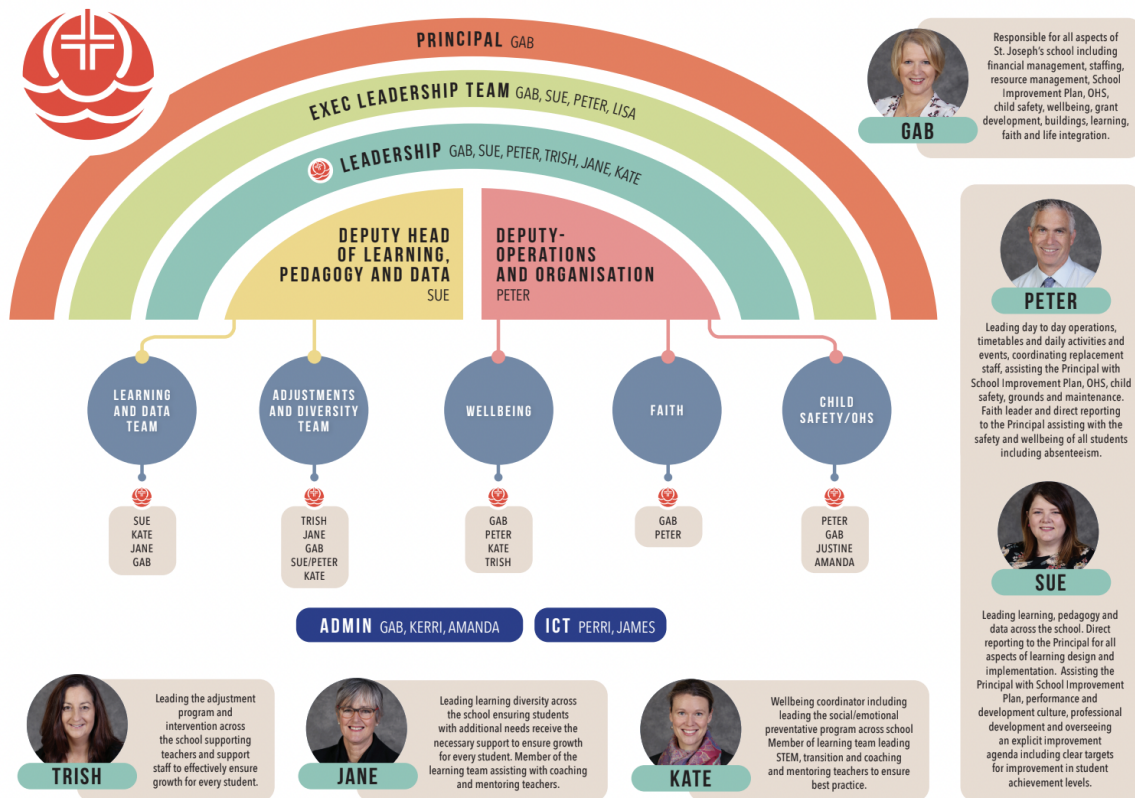 PRINCIPAL GAB
EXEC LEADERSHIP TEAM GAB, SUE, PETER, LISA
LEADERSHIP GAB, SUE, PETER, TRISH, JANE, KATE
DEPUTY HEAD
OF LEARNING,
PEDAGOGY AND DATA
SUE
DEPUTY-
OPERATIONS
AND ORGANISATION
PETER
LEARNING
AND DATA
TEAM
ADJUSTMENTS
AND DIVERSITY
TEAM
WELLBEING
FAITH
CHILD
SAFETY/OHS
SUE
KATE
JANE
GAB
TRISH
JANE
GAB
SUE/PETER
KATE
GAB
PETER
KATE
TRISH
GAB
PETER
PETER
GAB
JUSTINE
AMANDA
ADMIN GAB, KERRI, AMANDA
ICT PERRI, JAMES
GAB
Responsible for all aspects of
St. Joseph's school including
financial management, staffing,
resource management, School
Improvement Plan, OHS,
child safety, wellbeing, grant
development, buildings, learning,
faith and life integration.
PETER
Leading day to day operations,
timetables and daily activities and
events, coordinating replacement
staff, assisting the Principal with
School Improvement Plan, OHS, child
safety, grounds and maintenance.
Faith leader and direct reporting
to the Principal assisting with the
safety and wellbeing of all students
including absenteeism.
SUE
Leading learning, pedagogy and
data across the school. Direct
reporting to the Principal for all
aspects of learning design and
implementation. Assisting the
Principal with School Improvement
Plan, performance and
development culture, professional
development and overseeing
an explicit improvement
agenda including clear targets
for improvement in student
achievement levels.
TRISH
Leading the adjustment
program and
intervention across
the school supporting
teachers and support
staff to effectively ensure
growth for every student.
JANE
Leading learning diversity across
the school ensuring students
with additional needs receive the
necessary support to ensure growth
for every student. Member of the
learning team assisting with coaching
and mentoring teachers.
KATE
Wellbeing coordinator including
leading the social/emotional
preventative program across school
Member of learning team leading
STEM, transition and coaching
and mentoring teachers to ensure
best practice.